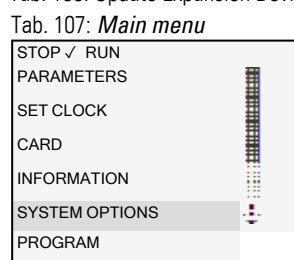 Tab. 107: Main menu
STOP ✓ RUN
PARAMETERS
SET CLOCK
CARD
INFORMATION
SYSTEM OPTIONS
PROGRAM